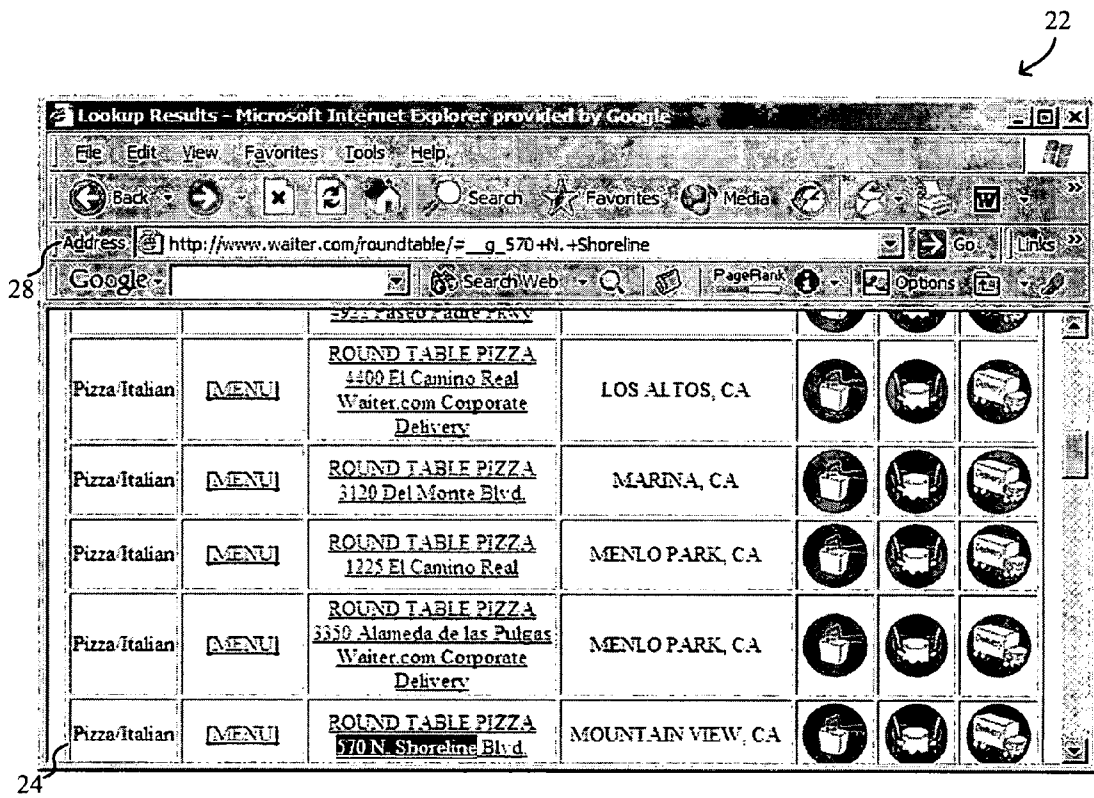 22
Lookup Results - Microsoft Internet Explorer provided by Google
File Edit View Favorites Tools Help
Back Search Favorites Media W »
Address http://www.waiter.com/roundtable/=__g_570+N.+Shoreline Go Links »
28
Google Search Web PageRank Options
Paseo Padre PKWY
ROUND TABLE PIZZA
4400 El Camino Real
Pizza/Italian [MENU] Waiter.com Corporate LOS ALTOS, CA
Delivery
ROUND TABLE PIZZA
Pizza/Italian [MENU] 3120 Del Monte Blvd. MARINA, CA
ROUND TABLE PIZZA
Pizza/Italian [MENU] 1225 El Camino Real MENLO PARK, CA
ROUND TABLE PIZZA
3350 Alameda de las Pulgas
Pizza/Italian [MENU] Waiter.com Corporate MENLO PARK, CA
Delivery
ROUND TABLE PIZZA
Pizza/Italian [MENU] 570 N. Shoreline Blvd. MOUNTAIN VIEW, CA
24